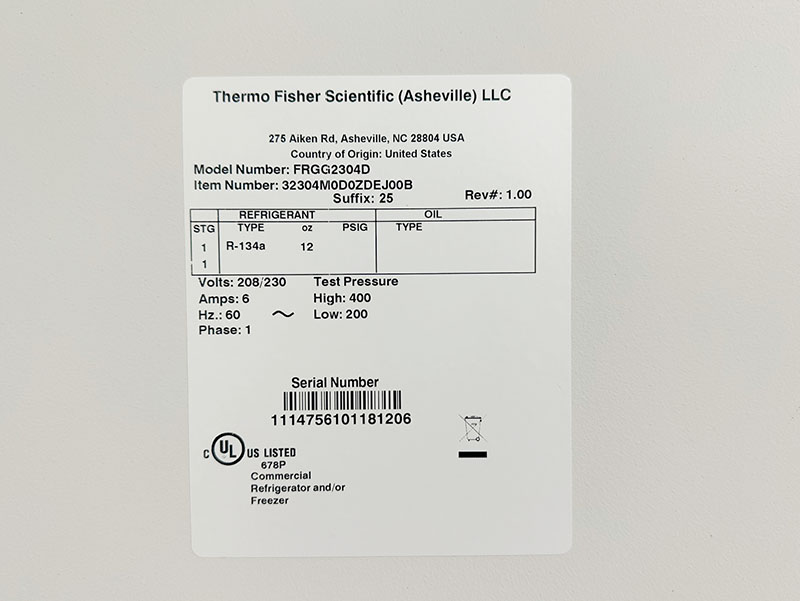 Thermo Fisher Scientific (Asheville) LLC
275 Aiken Rd, Asheville, NC 28804 USA
Country of Origin: United States
Model Number: FRGG2304D
Item Number: 32304M0D0ZDEJ00B
Suffix: 25 Rev#: 1.00
REFRIGERANT OIL
STG TYPE oz PSIG TYPE
1 R-134a 12
1
Volts: 208/230 Test Pressure
Amps: 6 High: 400
Hz.: 60 ~ Low: 200
Phase: 1
Serial Number
1114756101181206
C UL US LISTED
678P
Commercial
Refrigerator and/or
Freezer